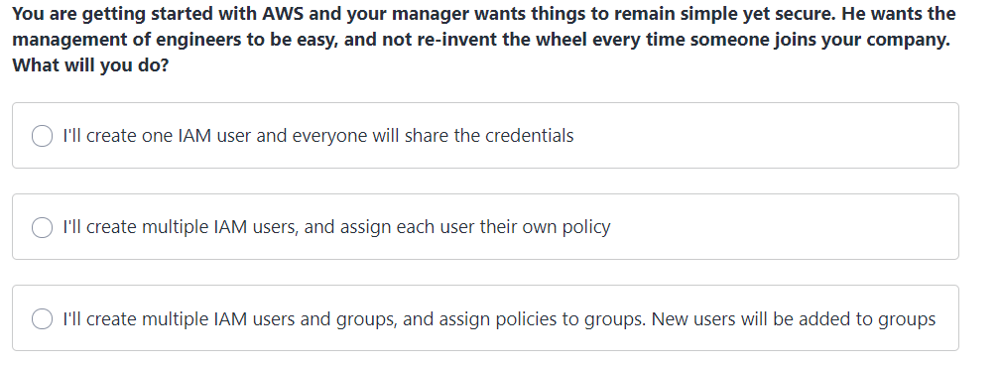 You are getting started with AWS and your manager wants things to remain simple yet secure. He wants the
management of engineers to be easy, and not re-invent the wheel every time someone joins your company.
What will you do?
I'll create one IAM user and everyone will share the credentials
I'll create multiple IAM users, and assign each user their own policy
I'll create multiple IAM users and groups, and assign policies to groups. New users will be added to groups